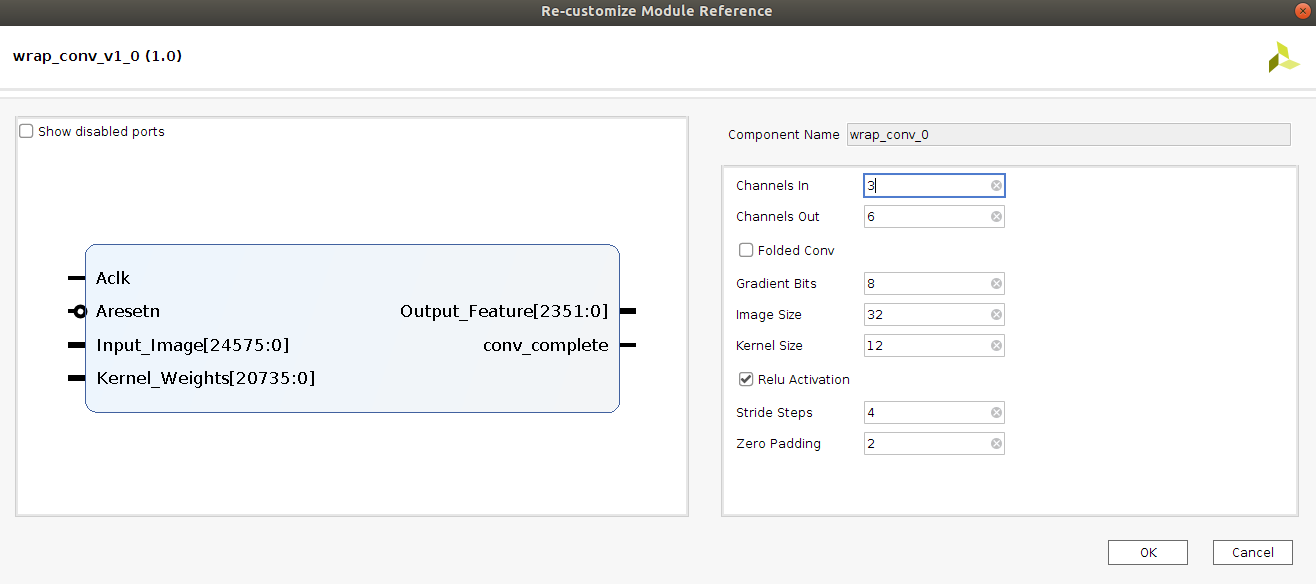 Re-customize Module Reference
wrap_conv_v1_0 (1.0)
Show disabled ports
Aclk
Aresetn
Input_Image[24575:0]
Kernel_Weights[20735:0]
Output_Feature[2351:0]
conv_complete
Component Name wrap_conv_0
Channels In 3
Channels Out 6
Folded Conv
Gradient Bits 8
Image Size 32
Kernel Size 12
Relu Activation
Stride Steps 4
Zero Padding 2
OK Cancel